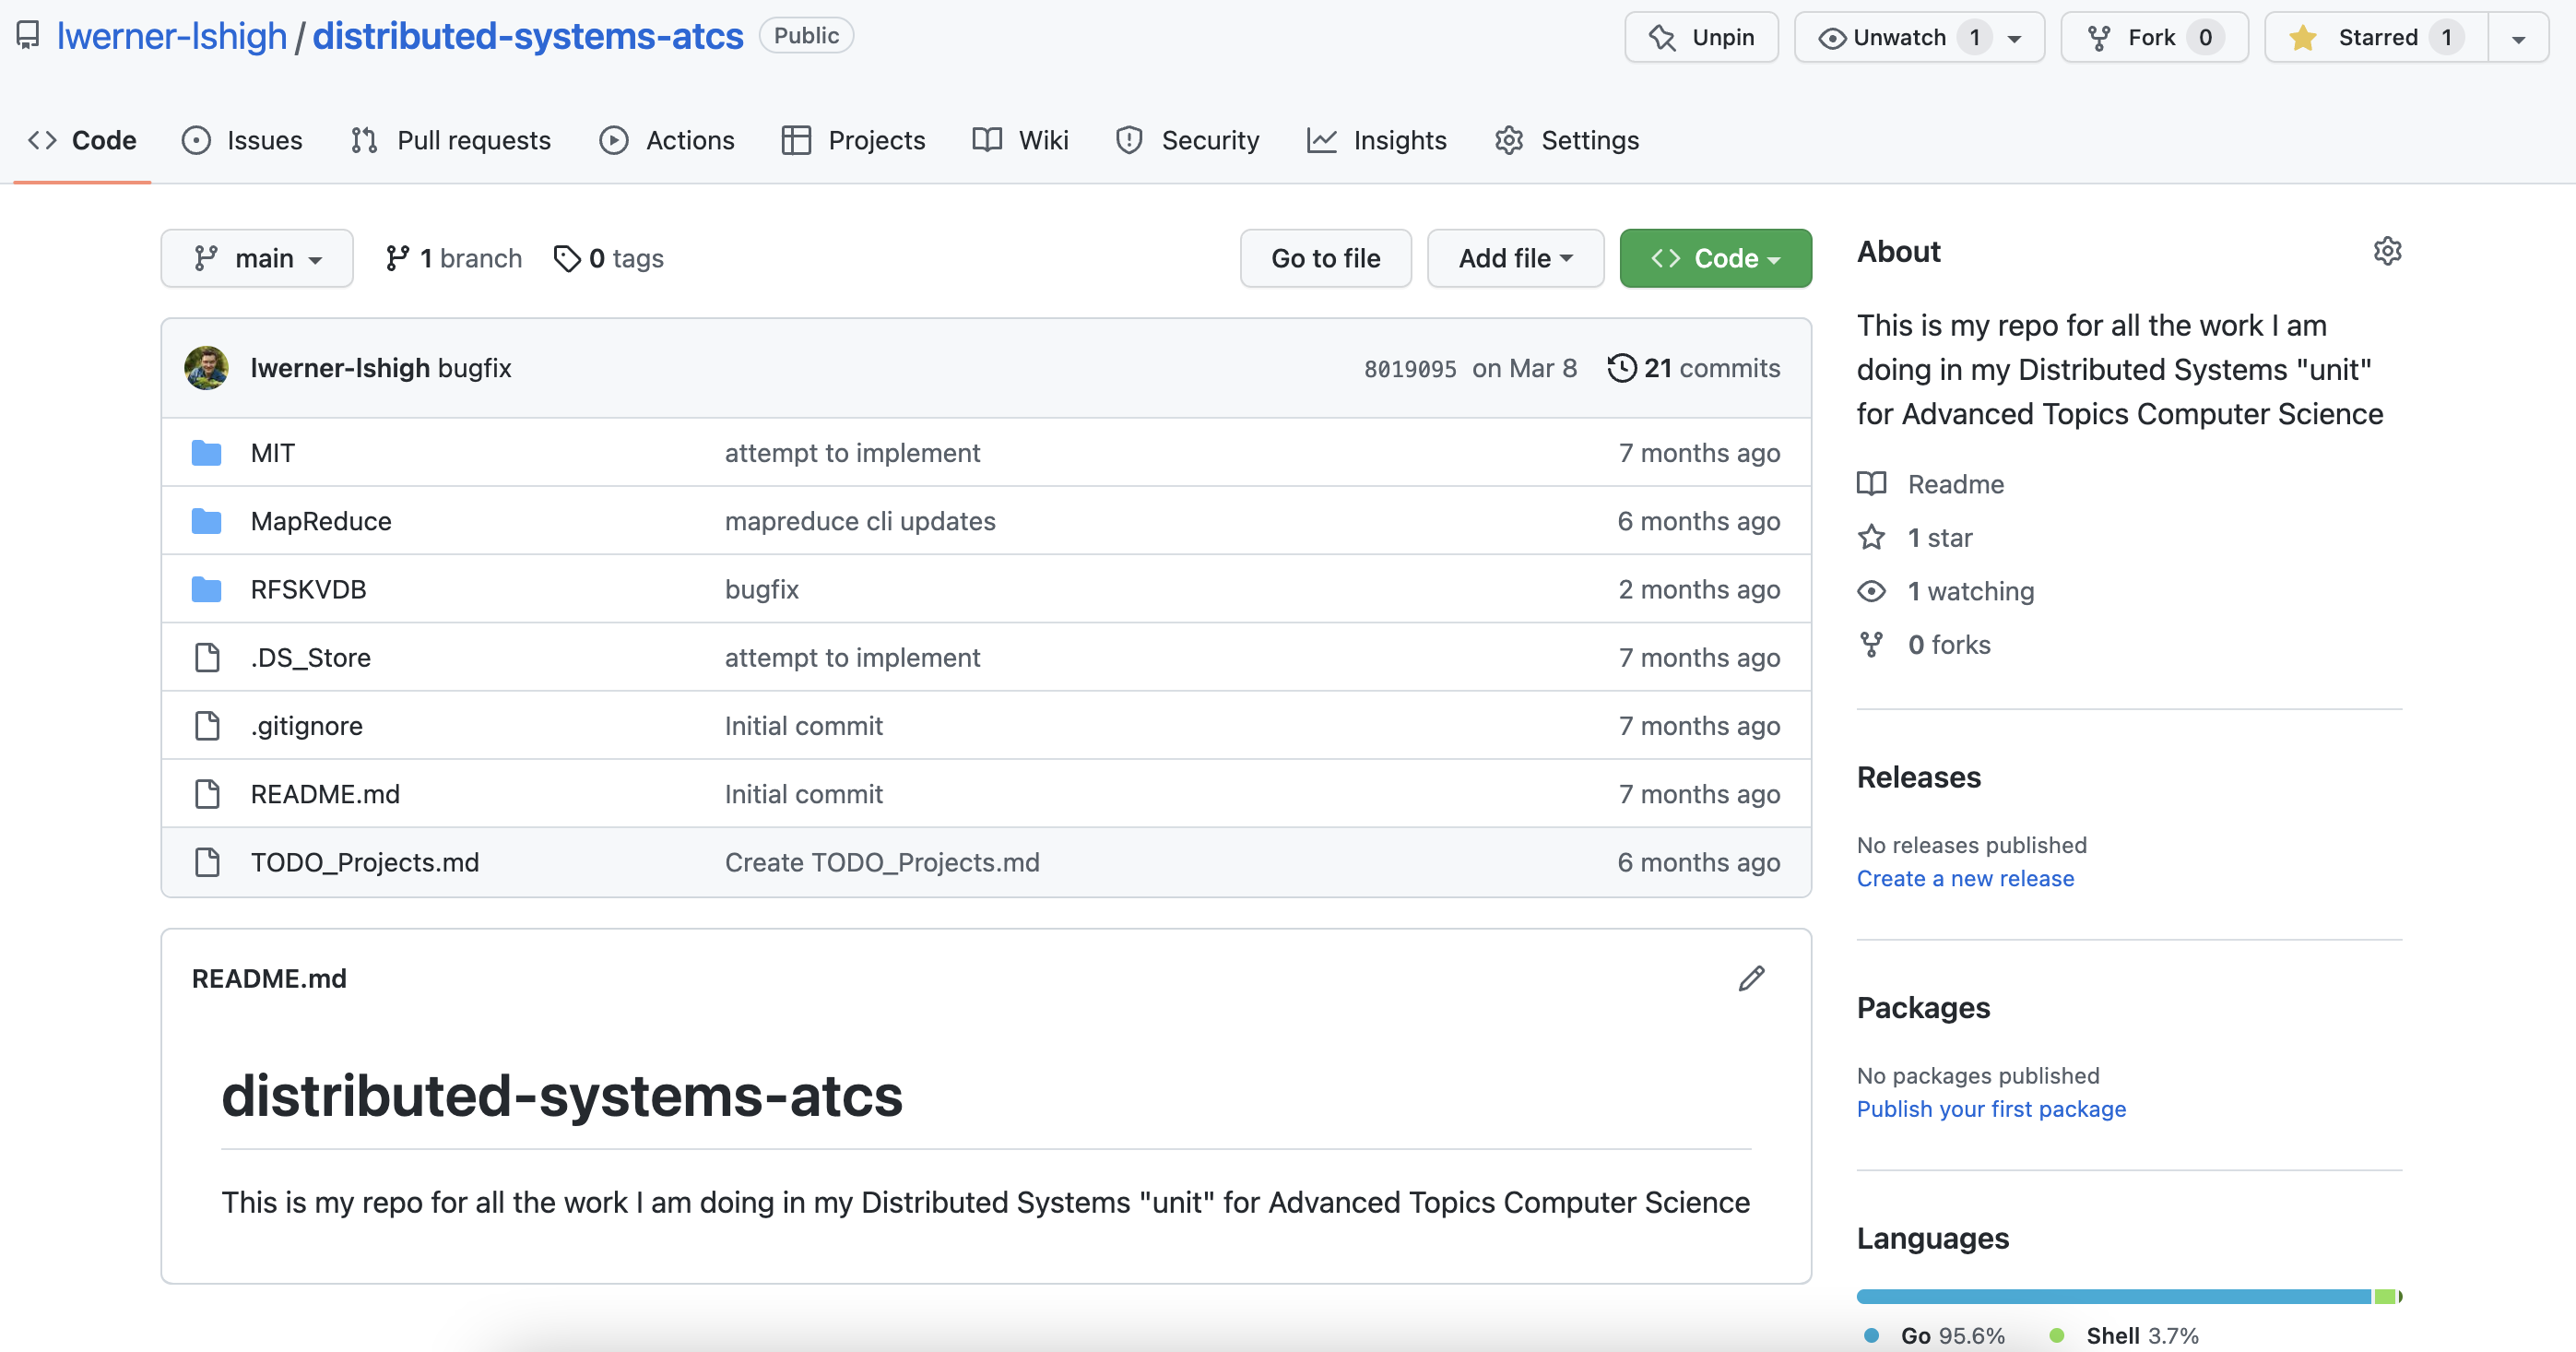 lwerner-lshigh / distributed-systems-atcs Public Unpin Unwatch 1 Fork 0 Starred 1
Code Issues Pull requests Actions Projects Wiki Security Insights Settings
main 1 branch 0 tags Go to file Add file Code
lwerner-lshigh bugfix 8019095 on Mar 8 21 commits
MIT attempt to implement 7 months ago
MapReduce mapreduce cli updates 6 months ago
RFSKVDB bugfix 2 months ago
.DS_Store attempt to implement 7 months ago
.gitignore Initial commit 7 months ago
README.md Initial commit 7 months ago
TODO_Projects.md Create TODO_Projects.md 6 months ago
README.md
distributed-systems-atcs
This is my repo for all the work I am doing in my Distributed Systems "unit" for Advanced Topics Computer Science
About
This is my repo for all the work I am
doing in my Distributed Systems "unit"
for Advanced Topics Computer Science
Readme
1 star
1 watching
0 forks
Releases
No releases published
Create a new release
Packages
No packages published
Publish your first package
Languages
Go 95.6% Shell 3.7%